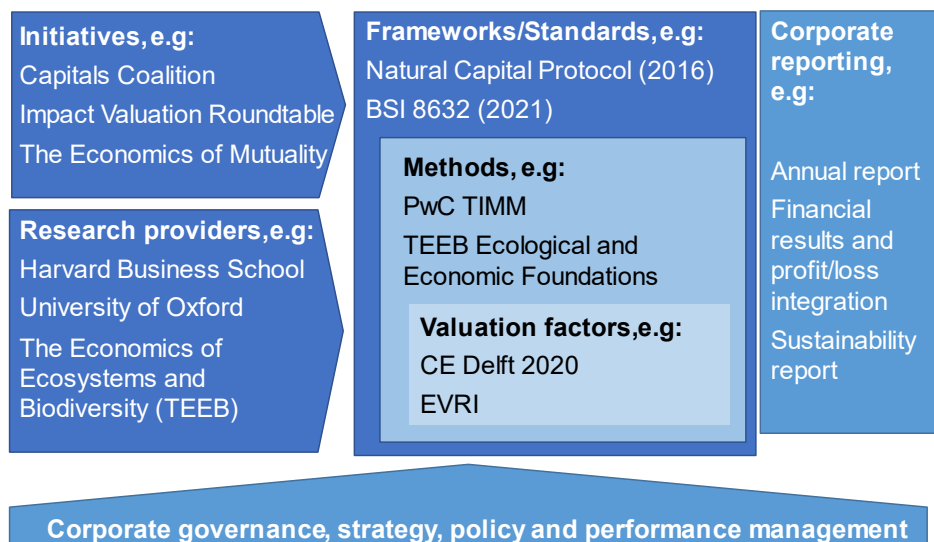 Initiatives, e.g:
Capitals Coalition
Impact Valuation Roundtable
The Economics of Mutuality
Research providers,e.g:
Harvard Business School
University of Oxford
The Economics of
Ecosystems and
Biodiversity (TEEB)
Frameworks/Standards,e.g:
Natural Capital Protocol (2016)
BSI 8632 (2021)
Methods, e.g:
PwC TIMM
TEEB Ecological and
Economic Foundations
Valuation factors,e.g:
CE Delft 2020
EVRI
Corporate
reporting,
e.g:
Annual report
Financial
results and
profit/loss
integration
Sustainability
report
Corporate governance, strategy, policy and performance management